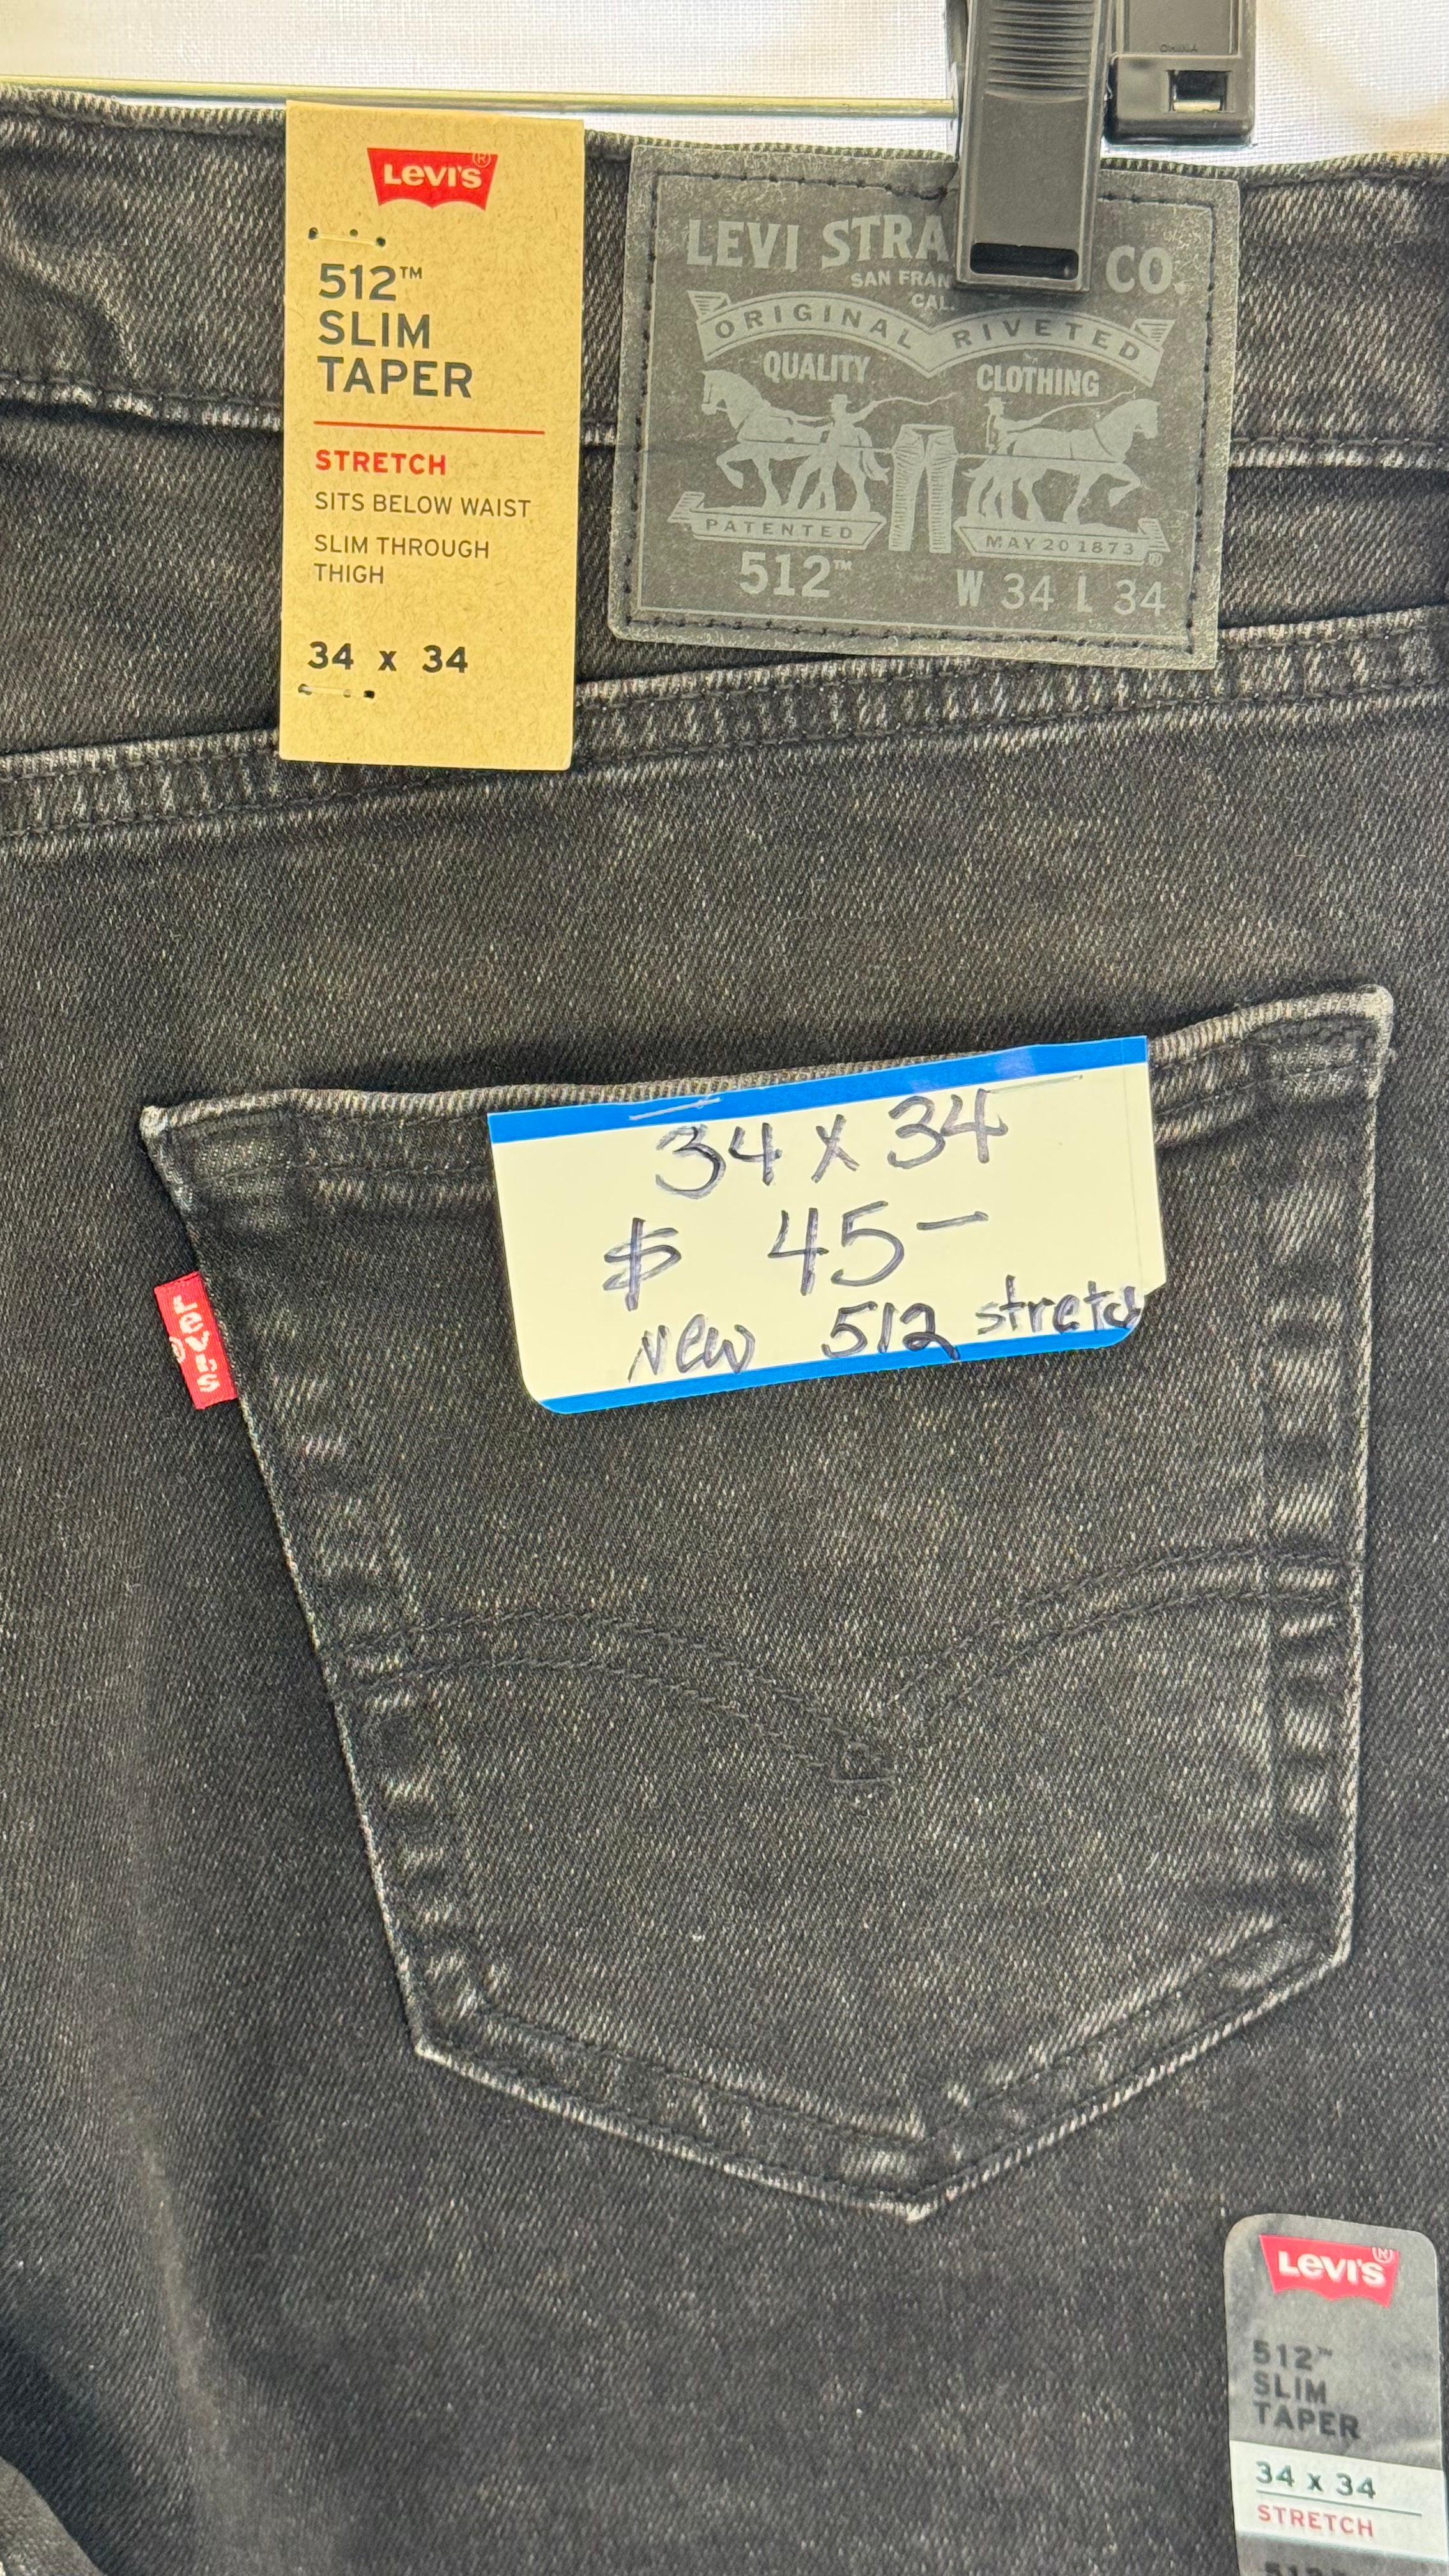 Levi's®
512™
SLIM
TAPER
STRETCH
SITS BELOW WAIST
SLIM THROUGH
THIGH
34 x 34
LEVI STRA CO.
SAN FRAN
CAL.
ORIGINAL RIVETED
QUALITY CLOTHING
PATENTED MAY 20 1873 ®
512™ W 34 L 34
34 x 34
$ 45—
New 512 stretch
Levi's ®
Levi's®
512™
SLIM
TAPER
34 x 34
STRETCH